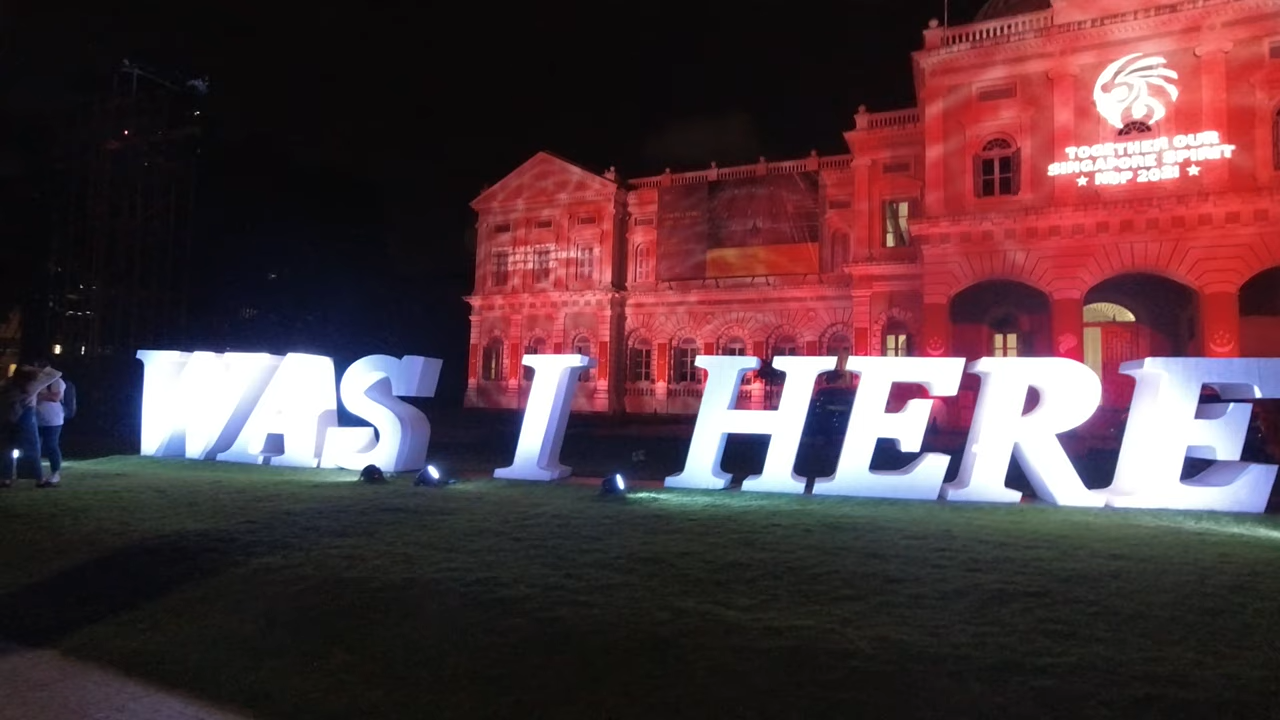 WAS I HERE
TOGETHER OUR
SINGAPORE SPIRIT
★ NDP 2021 ★